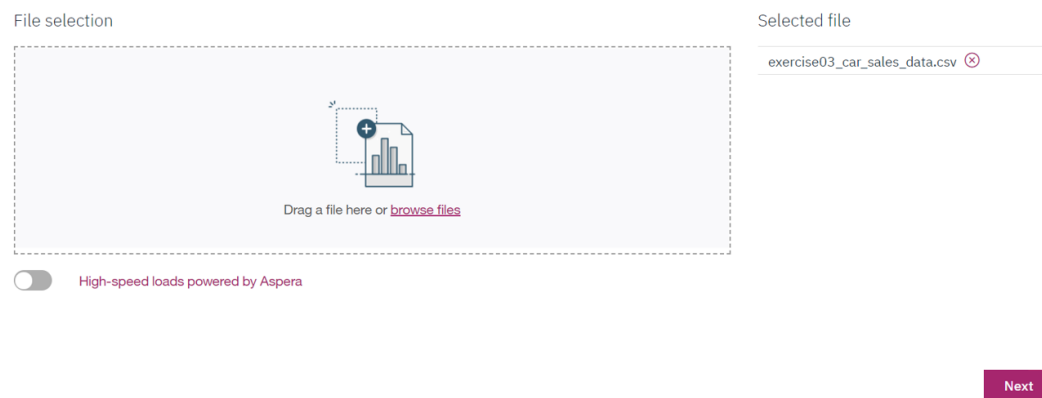 File selection
Selected file
exercise03_car_sales_data.csv
Drag a file here or browse files
High-speed loads powered by Aspera
Next